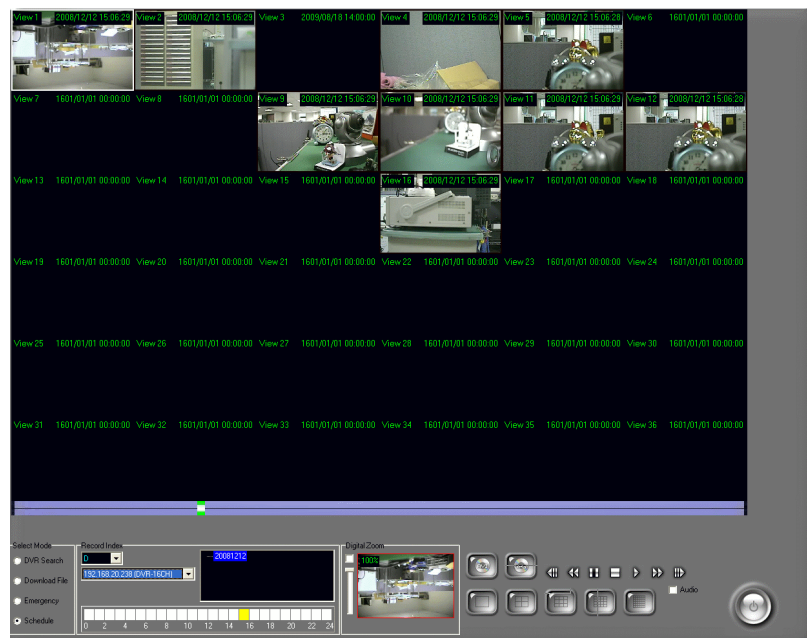 View 1 2008/12/12 15:06:29 View 2 2008/12/12 15:06:29 View 3 2009/08/18 14:00:00 View 4 2008/12/12 15:06:29 View 5 2008/12/12 15:06:28 View 6 1601/01/01 00:00:00
View 7 1601/01/01 00:00:00 View 8 1601/01/01 00:00:00 View 9 2008/12/12 15:06:29 View 10 2008/12/12 15:06:29 View 11 2008/12/12 15:06:29 View 12 2008/12/12 15:06:28
View 13 1601/01/01 00:00:00 View 14 1601/01/01 00:00:00 View 15 1601/01/01 00:00:00 View 16 2008/12/12 15:06:29 View 17 1601/01/01 00:00:00 View 18 1601/01/01 00:00:00
View 19 1601/01/01 00:00:00 View 20 1601/01/01 00:00:00 View 21 1601/01/01 00:00:00 View 22 1601/01/01 00:00:00 View 23 1601/01/01 00:00:00 View 24 1601/01/01 00:00:00
View 25 1601/01/01 00:00:00 View 26 1601/01/01 00:00:00 View 27 1601/01/01 00:00:00 View 28 1601/01/01 00:00:00 View 29 1601/01/01 00:00:00 View 30 1601/01/01 00:00:00
View 31 1601/01/01 00:00:00 View 32 1601/01/01 00:00:00 View 33 1601/01/01 00:00:00 View 34 1601/01/01 00:00:00 View 35 1601/01/01 00:00:00 View 36 1601/01/01 00:00:00
Select Mode
DVR Search
Download File
Emergency
Schedule
Record Index
D
192.168.20.238 (DVR-16CH)
20081212
0 2 4 6 8 10 12 14 16 18 20 22 24
Digital Zoom
100%
Audio